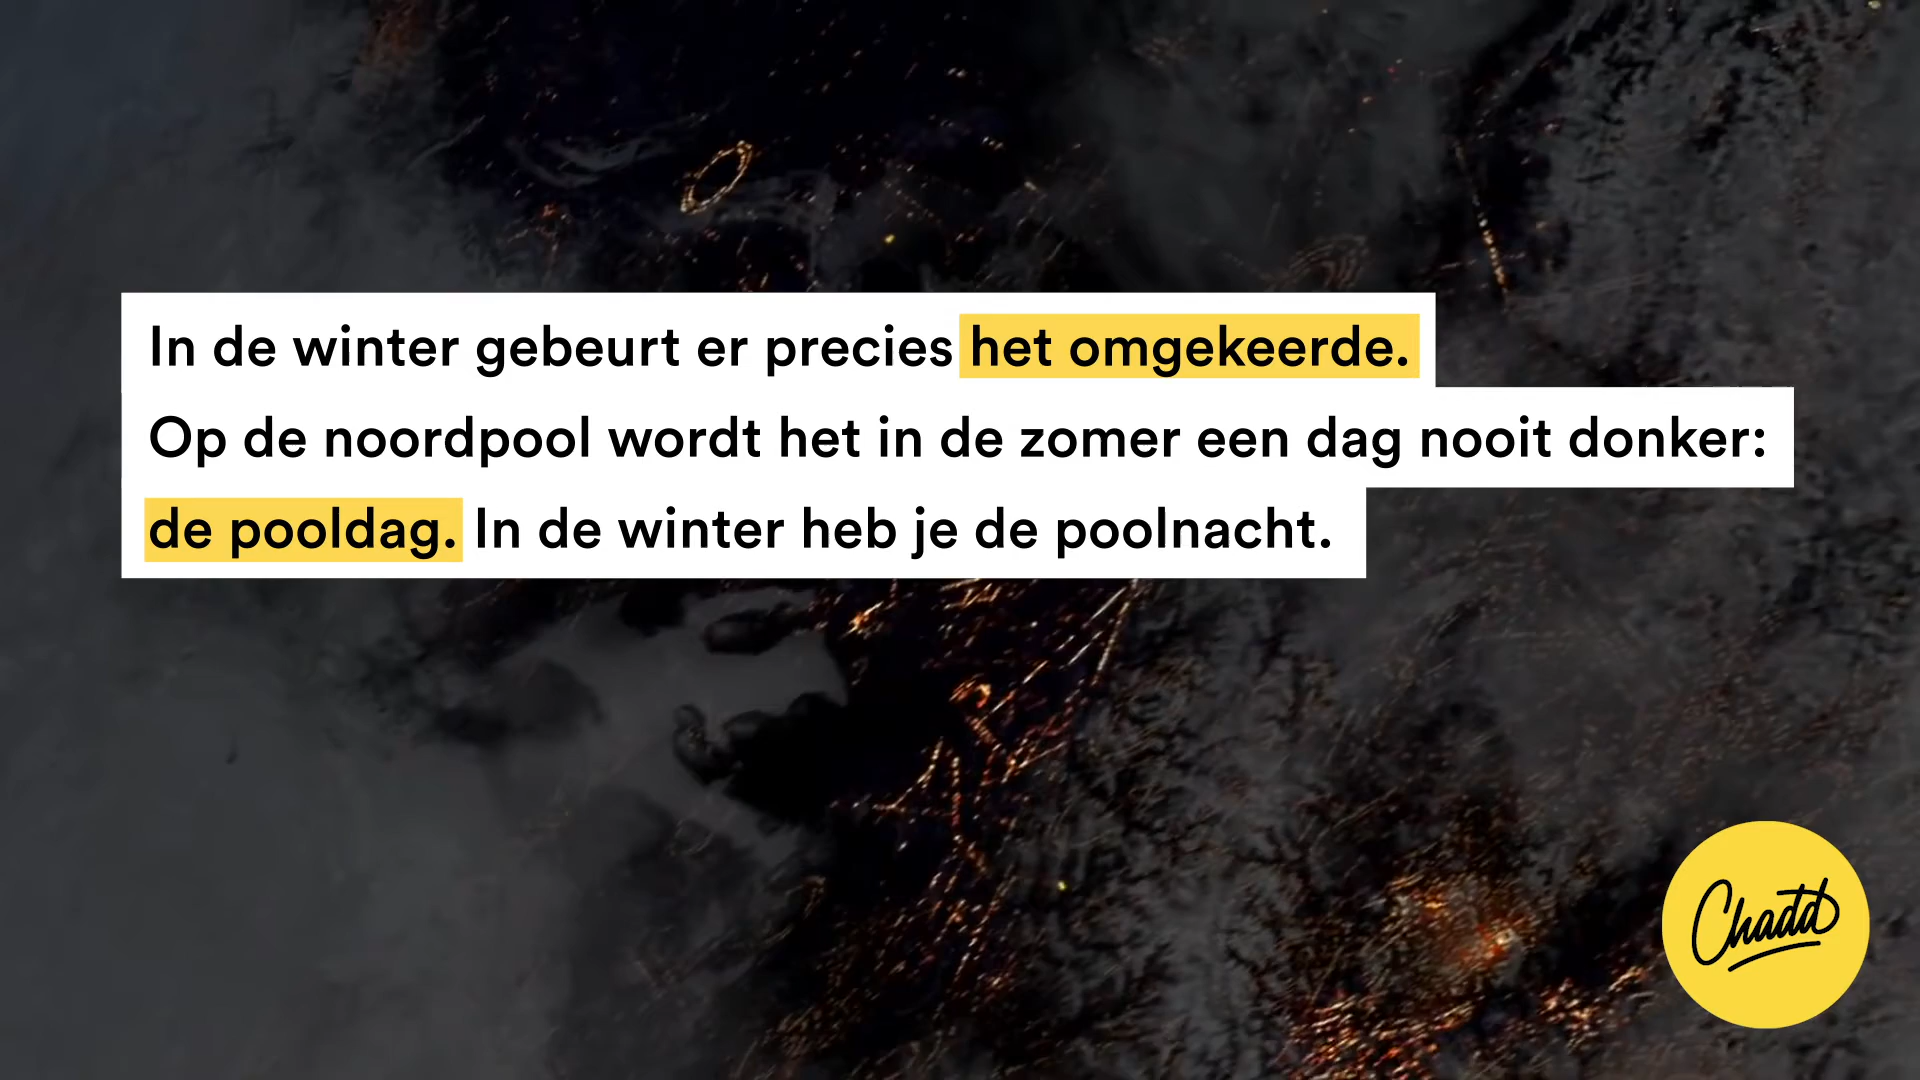 In de winter gebeurt er precies het omgekeerde.
Op de noordpool wordt het in de zomer een dag nooit donker:
de pooldag. In de winter heb je de poolnacht.
Chadd